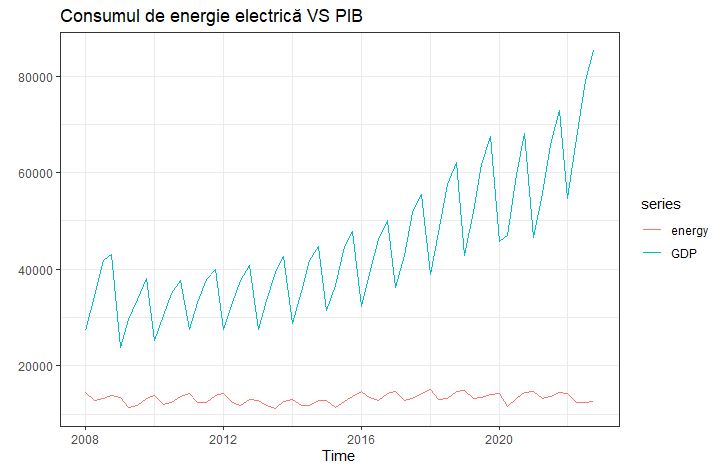 Consumul de energie electrică VS PIB
80000
60000
40000
20000
2008
2012
2016
2020
Time
series
energy
GDP